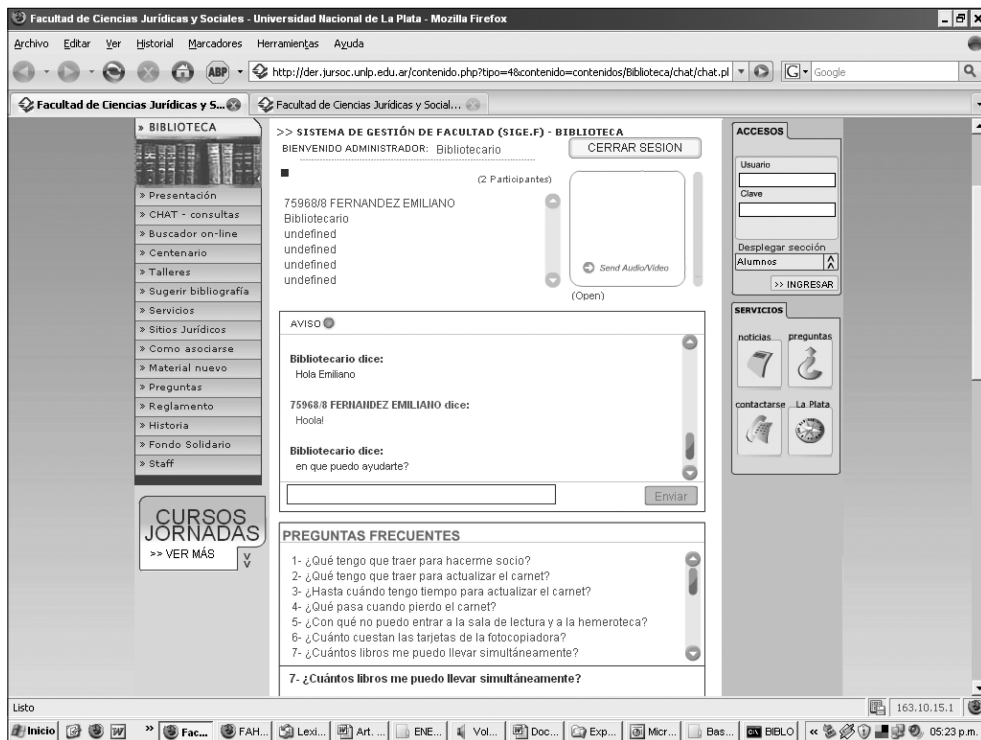 Facultad de Ciencias Jurídicas y Sociales - Universidad Nacional de La Plata - Mozilla Firefox
Archivo Editar Ver Historial Marcadores Herramientas Ayuda
ABP http://der.jursoc.unlp.edu.ar/contenido.php?tipo=4&contenido=contenidos/Biblioteca/chat/chat.pl G Google
Facultad de Ciencias Jurídicas y S... Facultad de Ciencias Jurídicas y Social...
» BIBLIOTECA
» Presentación
» CHAT - consultas
» Buscador on-line
» Centenario
» Talleres
» Sugerir bibliografía
» Servicios
» Sitios Jurídicos
» Como asociarse
» Material nuevo
» Preguntas
» Reglamento
» Historia
» Fondo Solidario
» Staff
CURSOS
JORNADAS
>> VER MÁS
>> SISTEMA DE GESTIÓN DE FACULTAD (SIGE.F) - BIBLIOTECA
BIENVENIDO ADMINISTRADOR: Bibliotecario
CERRAR SESION
(2 Participantes)
75968/8 FERNANDEZ EMILIANO
Bibliotecario
undefined
undefined
undefined
undefined
Send Audio/Video
(Open)
AVISO
Bibliotecario dice:
Hola Emiliano
75968/8 FERNANDEZ EMILIANO dice:
Hoola!
Bibliotecario dice:
en que puedo ayudarte?
Enviar
PREGUNTAS FRECUENTES
1- ¿Qué tengo que traer para hacerme socio?
2- ¿Qué tengo que traer para actualizar el carnet?
3- ¿Hasta cuándo tengo tiempo para actualizar el carnet?
4- ¿Qué pasa cuando pierdo el carnet?
5- ¿Con qué no puedo entrar a la sala de lectura y a la hemeroteca?
6- ¿Cuánto cuestan las tarjetas de la fotocopiadora?
7- ¿Cuántos libros me puedo llevar simultáneamente?
7- ¿Cuántos libros me puedo llevar simultáneamente?
ACCESOS
Usuario
Clave
Desplegar sección
Alumnos
>> INGRESAR
SERVICIOS
noticias preguntas
contactarse La Plata
Listo
163.10.15.1
Inicio » Fac... FAH... Lexi... Art. ... ENE... Vol... Doc... Exp... Micr... Bas... BIBLO « 05:23 p.m.